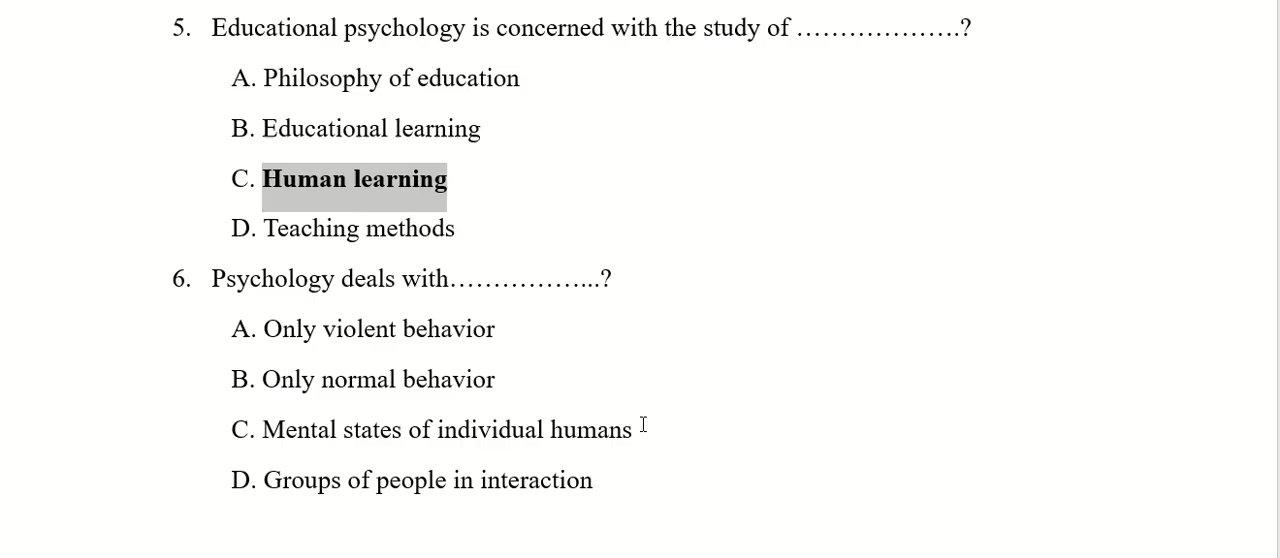 5. Educational psychology is concerned with the study of ……………….?
A. Philosophy of education
B. Educational learning
C. Human learning
D. Teaching methods
6. Psychology deals with……………...?
A. Only violent behavior
B. Only normal behavior
C. Mental states of individual humans
D. Groups of people in interaction